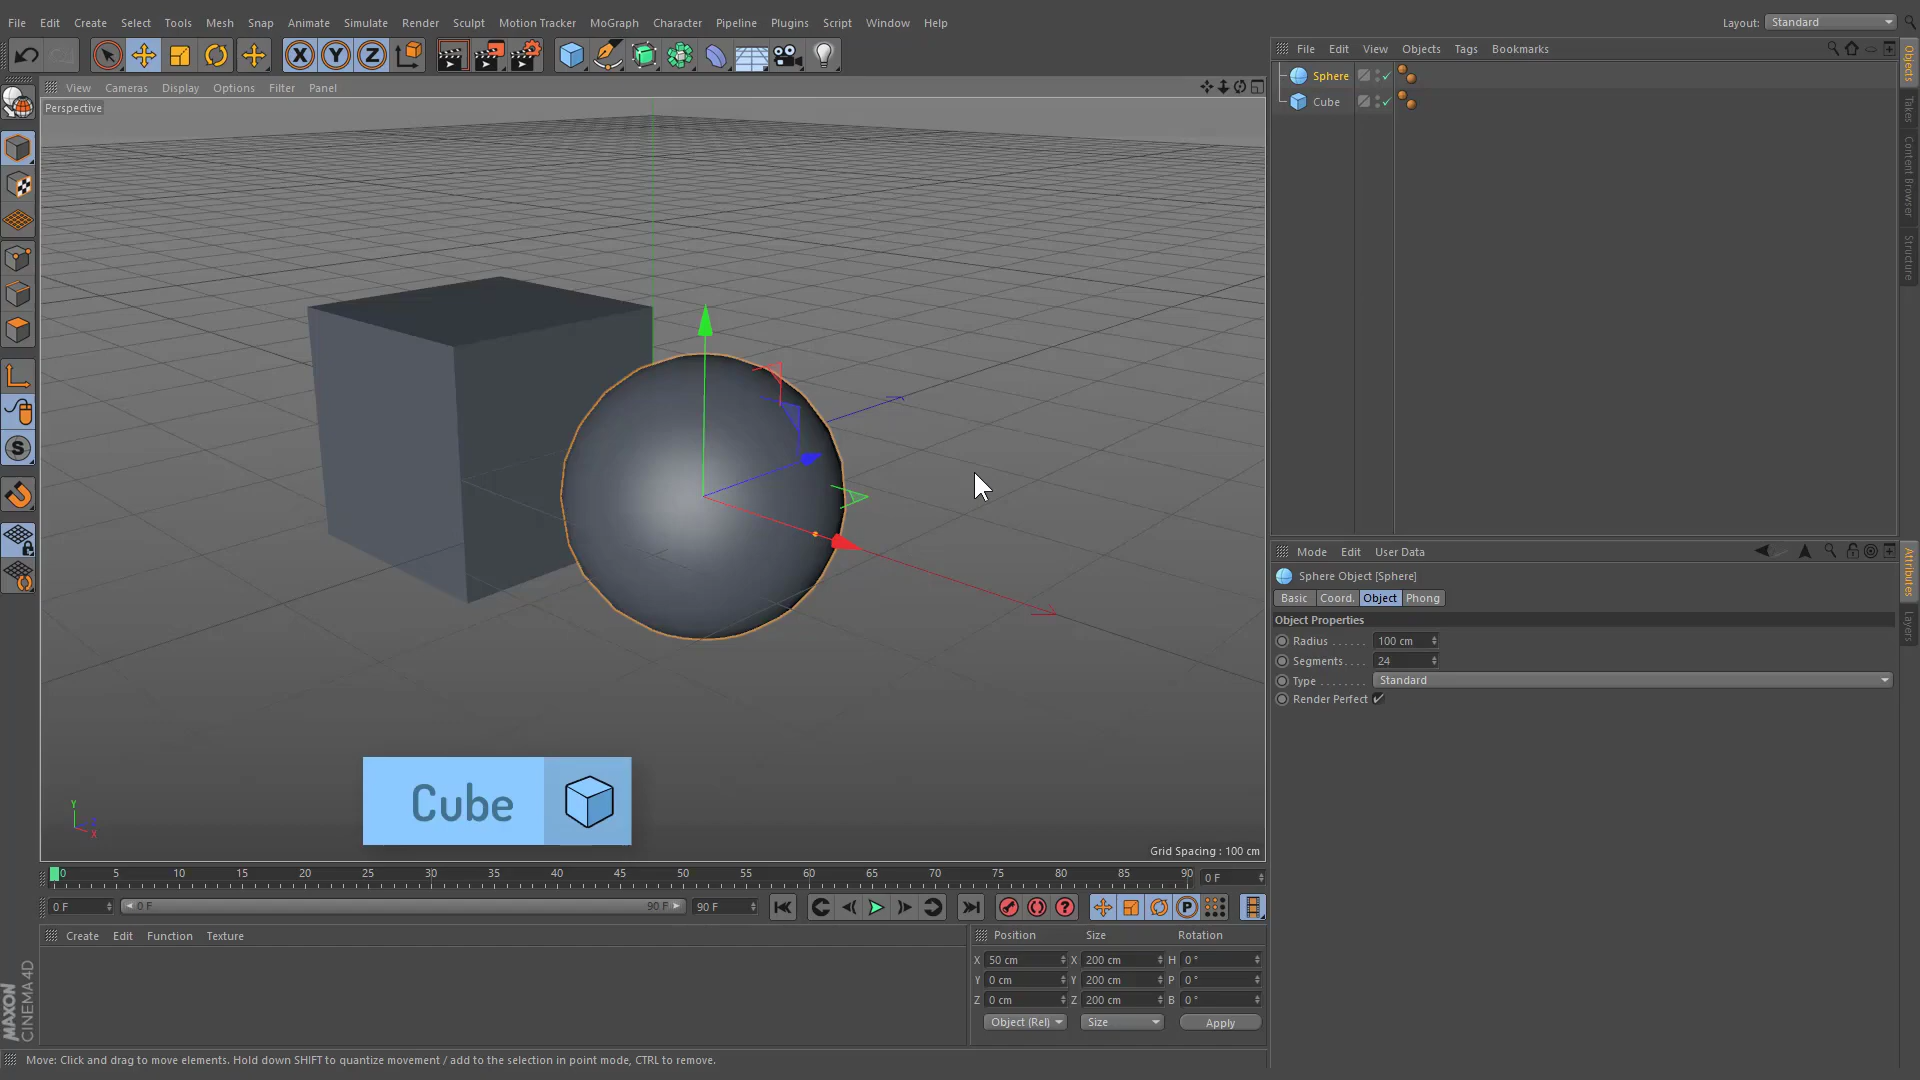 File Edit Create Select Tools Mesh Snap Animate Simulate Render Sculpt Motion Tracker MoGraph Character Pipeline Plugins Script Window Help Layout: Standard
X Y Z
File Edit View Objects Tags Bookmarks
Sphere
Cube
Objects
Takes
Content Browser
Structure
View Cameras Display Options Filter Panel
Perspective
S
Cube
Y
Z
X
Grid Spacing : 100 cm
Mode Edit User Data
Sphere Object [Sphere]
Basic Coord. Object Phong
Object Properties
Radius . . . . . . 100 cm
Segments . . . . 24
Type . . . . . . . . Standard
Render Perfect
Attributes
Layers
0 5 10 15 20 25 30 35 40 45 50 55 60 65 70 75 80 85 90 0 F
0 F 0 F 90 F 90 F
? P
Create Edit Function Texture
Position Size Rotation
X 50 cm X 200 cm H 0 °
Y 0 cm Y 200 cm P 0 °
Z 0 cm Z 200 cm B 0 °
Object (Rel) Size Apply
MAXON
CINEMA 4D
Move: Click and drag to move elements. Hold down SHIFT to quantize movement / add to the selection in point mode, CTRL to remove.